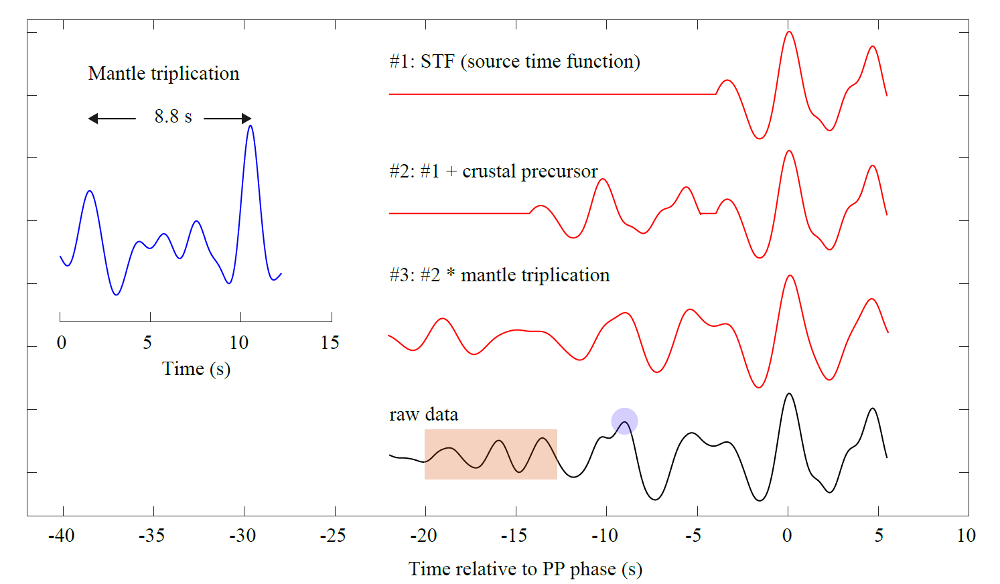 Mantle triplication
8.8 s
0 5 10 15
Time (s)
#1: STF (source time function)
#2: #1 + crustal precursor
#3: #2 * mantle triplication
raw data
-40 -35 -30 -25 -20 -15 -10 -5 0 5 10
Time relative to PP phase (s)